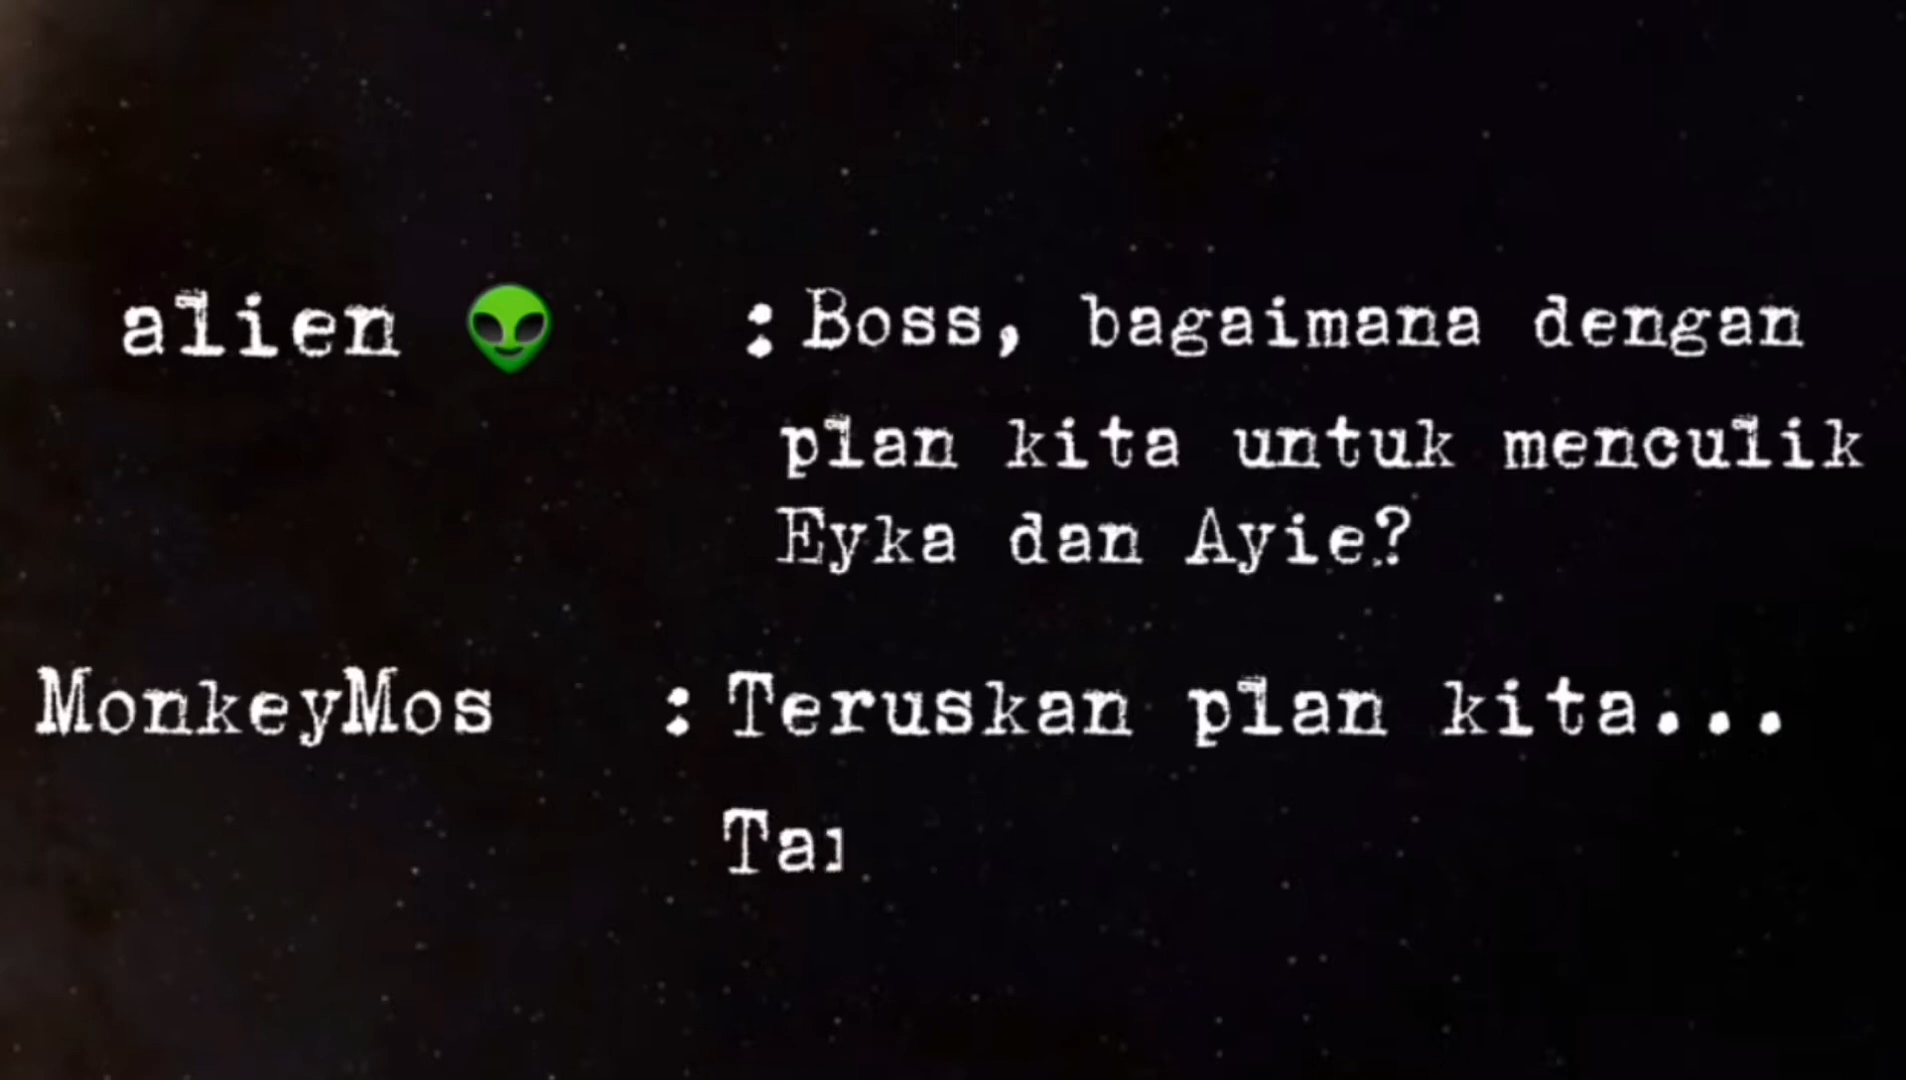 alien 👽 : Boss, bagaimana dengan
plan kita untuk menculik
Eyka dan Ayie?
MonkeyMos : Teruskan plan kita...